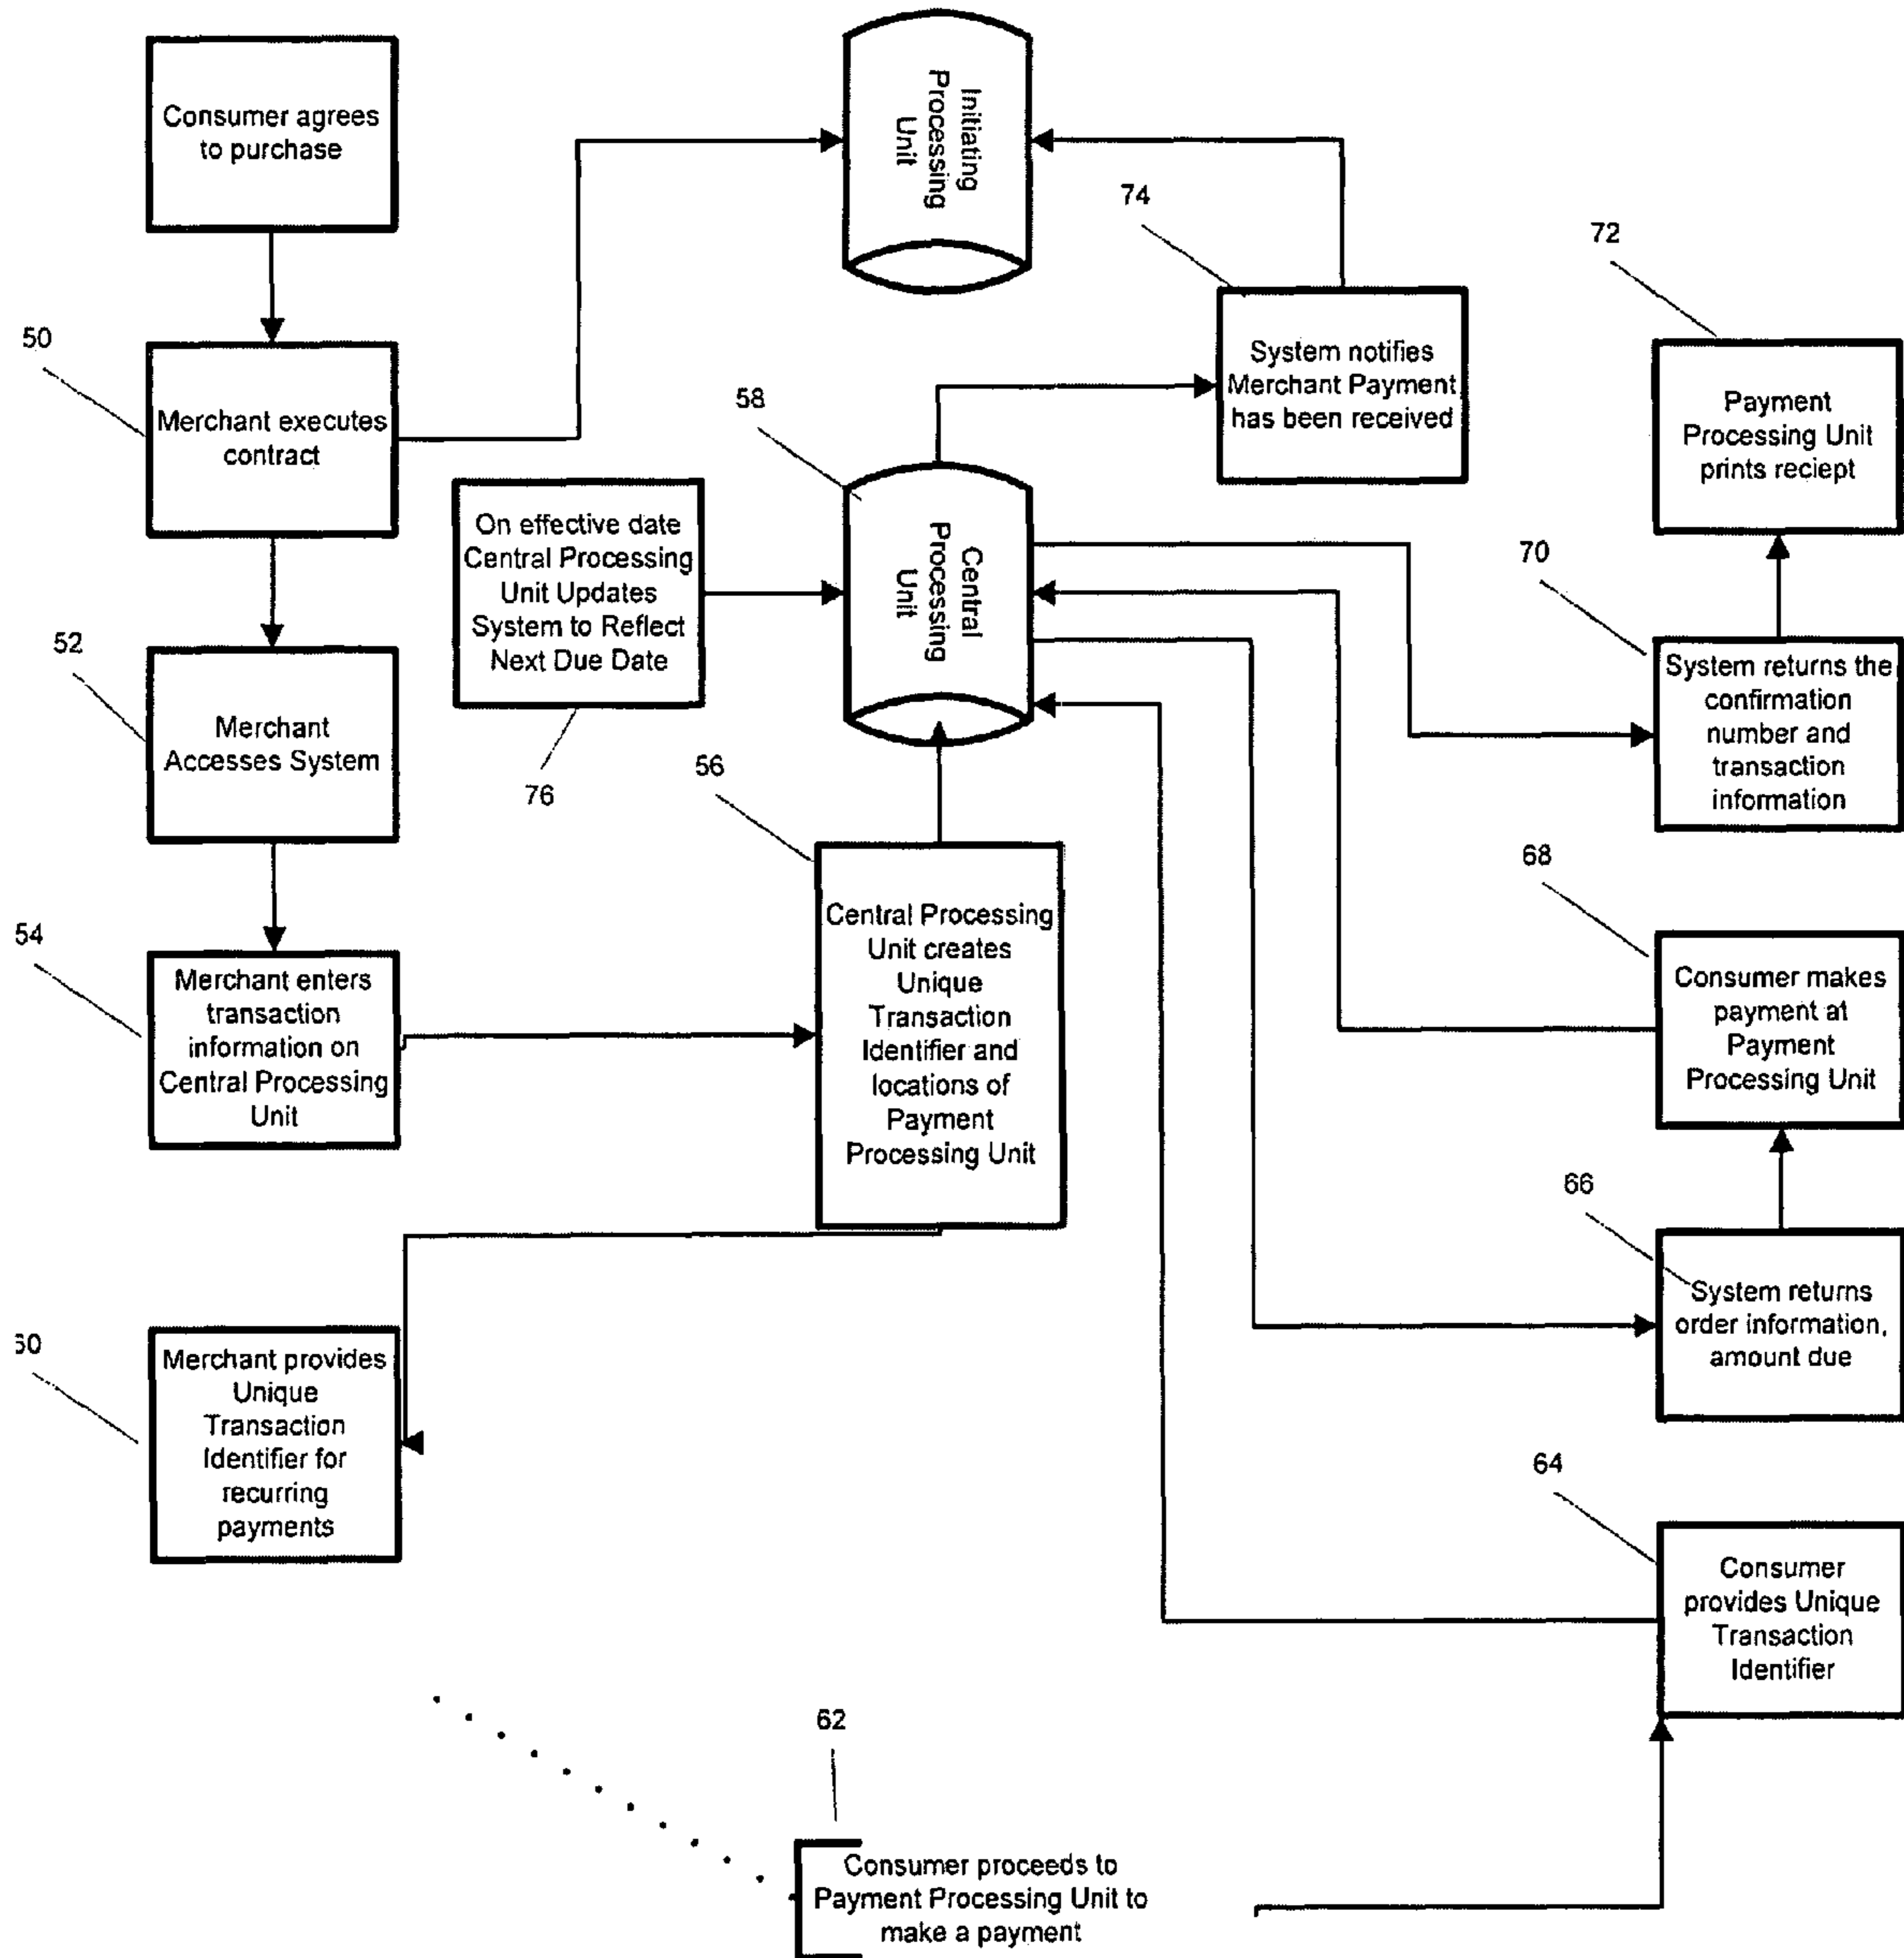 Consumer agrees
to purchase
Initiating
Processing
Unit
74
72
50
Merchant executes
contract
System notifies
Merchant Payment
has been received
Payment
Processing Unit
prints reciept
58
On effective date
Central Processing
Unit Updates
System to Reflect
Next Due Date
Central
Processing
Unit
70
52
Merchant
Accesses System
System returns the
confirmation
number and
transaction
information
76
56
68
54
Merchant enters
transaction
information on
Central Processing
Unit
Central Processing
Unit creates
Unique
Transaction
Identifier and
locations of
Payment
Processing Unit
Consumer makes
payment at
Payment
Processing Unit
66
System returns
order information,
amount due
60
Merchant provides
Unique
Transaction
Identifier for
recurring
payments
64
Consumer
provides Unique
Transaction
Identifier
62
Consumer proceeds to
Payment Processing Unit to
make a payment